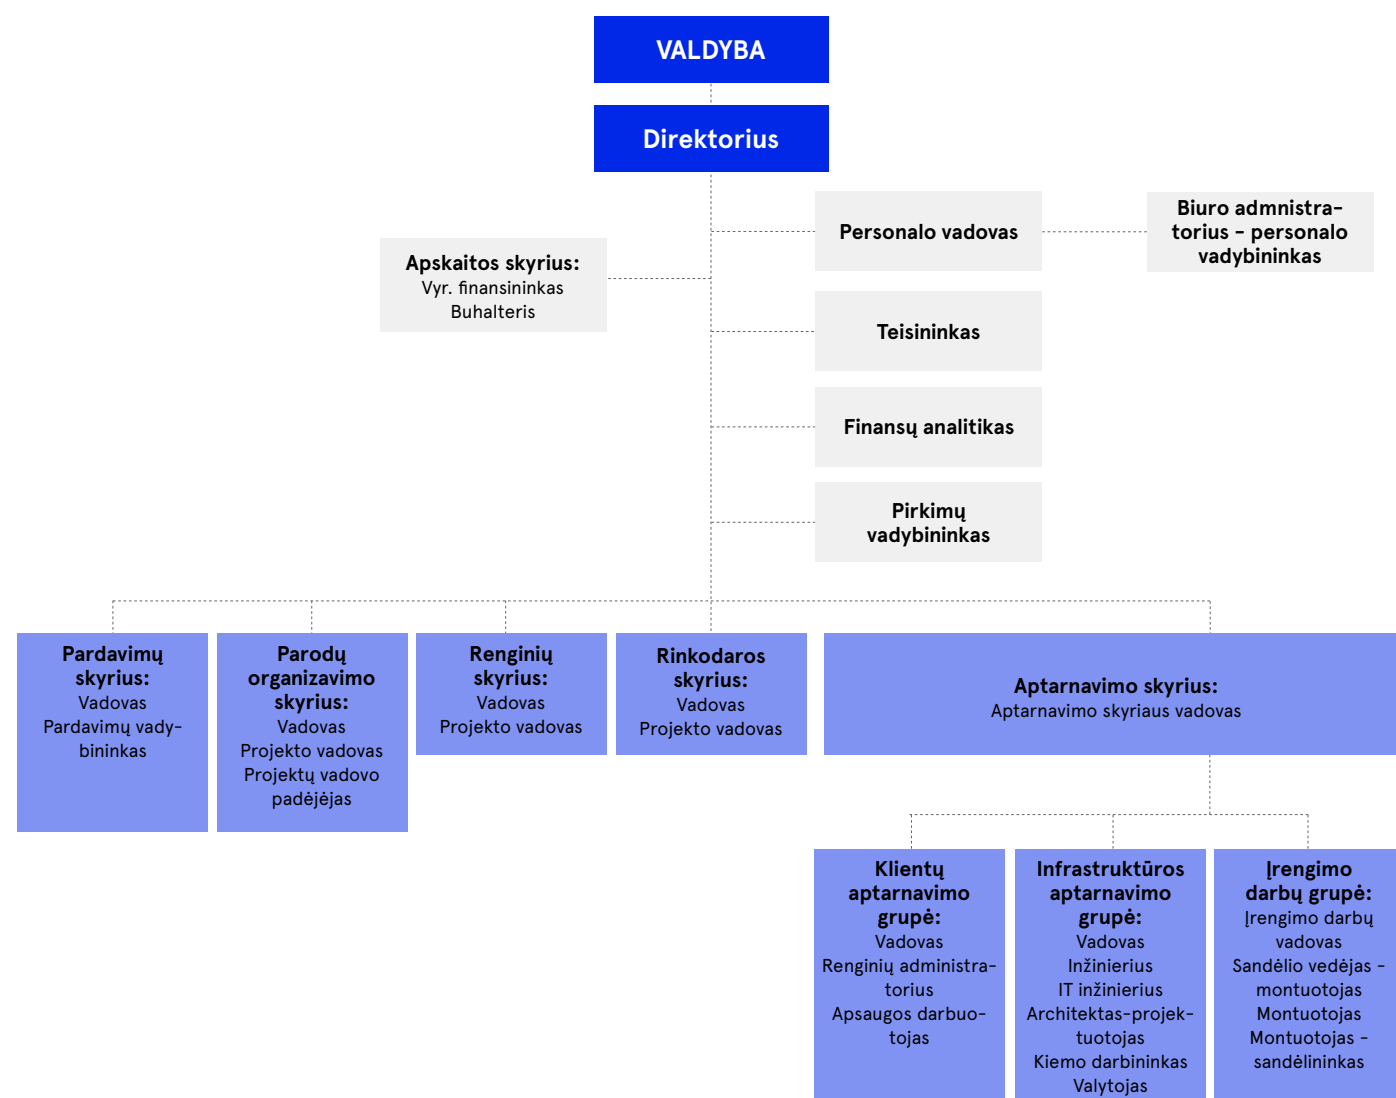 VALDYBA
Direktorius
Personalo vadovas
Biuro admnistra-
torius - personalo
vadybininkas
Apskaitos skyrius:
Vyr. finansininkas
Buhalteris
Teisininkas
Finansų analitikas
Pirkimų
vadybininkas
Pardavimų
skyrius:
Vadovas
Pardavimų vady-
bininkas
Parodų
organizavimo
skyrius:
Vadovas
Projekto vadovas
Projektų vadovo
padėjėjas
Renginių
skyrius:
Vadovas
Projekto vadovas
Rinkodaros
skyrius:
Vadovas
Projekto vadovas
Aptarnavimo skyrius:
Aptarnavimo skyriaus vadovas
Klientų
aptarnavimo
grupė:
Vadovas
Renginių administra-
torius
Apsaugos darbuo-
tojas
Infrastruktūros
aptarnavimo
grupė:
Vadovas
Inžinierius
IT inžinierius
Architektas-projek-
tuotojas
Kiemo darbininkas
Valytojas
Įrengimo
darbų grupė:
Įrengimo darbų
vadovas
Sandėlio vedėjas -
montuotojas
Montuotojas
Montuotojas -
sandėlininkas